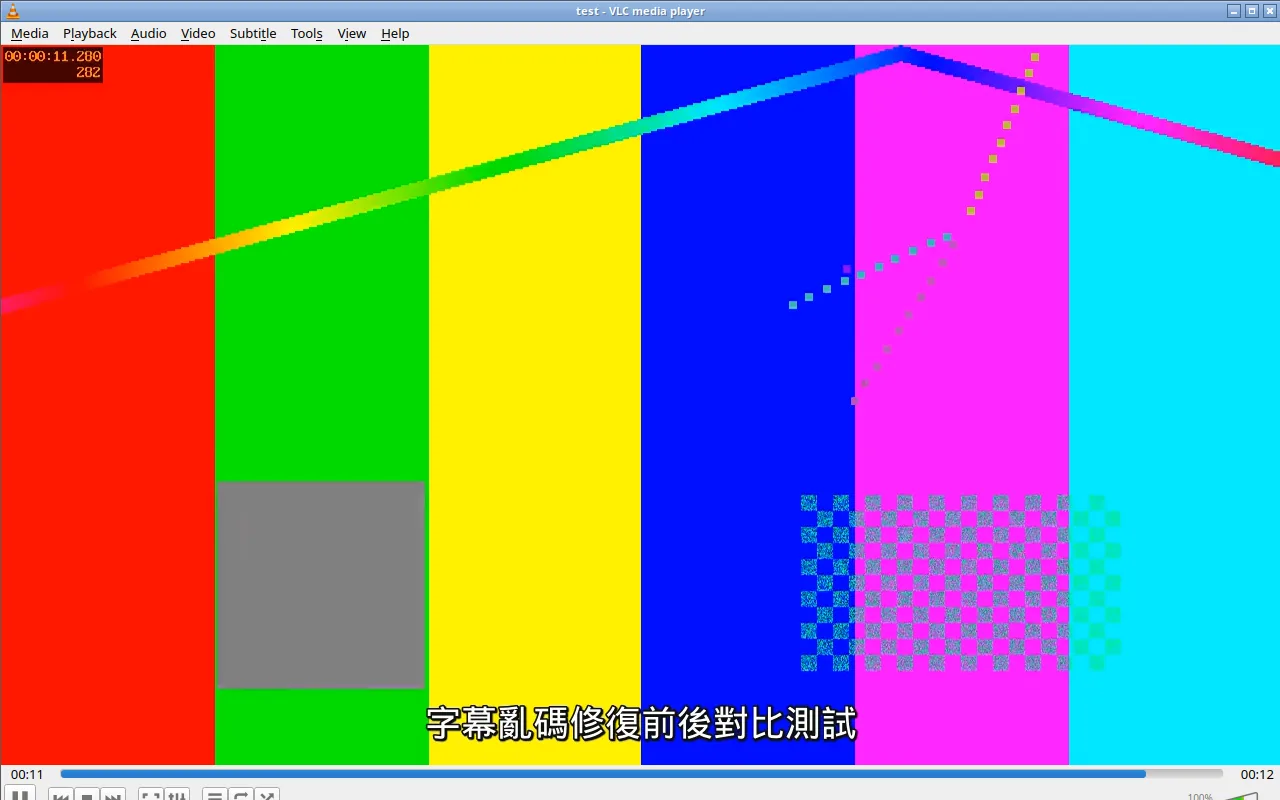 test - VLC media player
Media Playback Audio Video Subtitle Tools View Help
00:00:11.280
282
字幕亂碼修復前後對比測試
00:11 00:12
100%